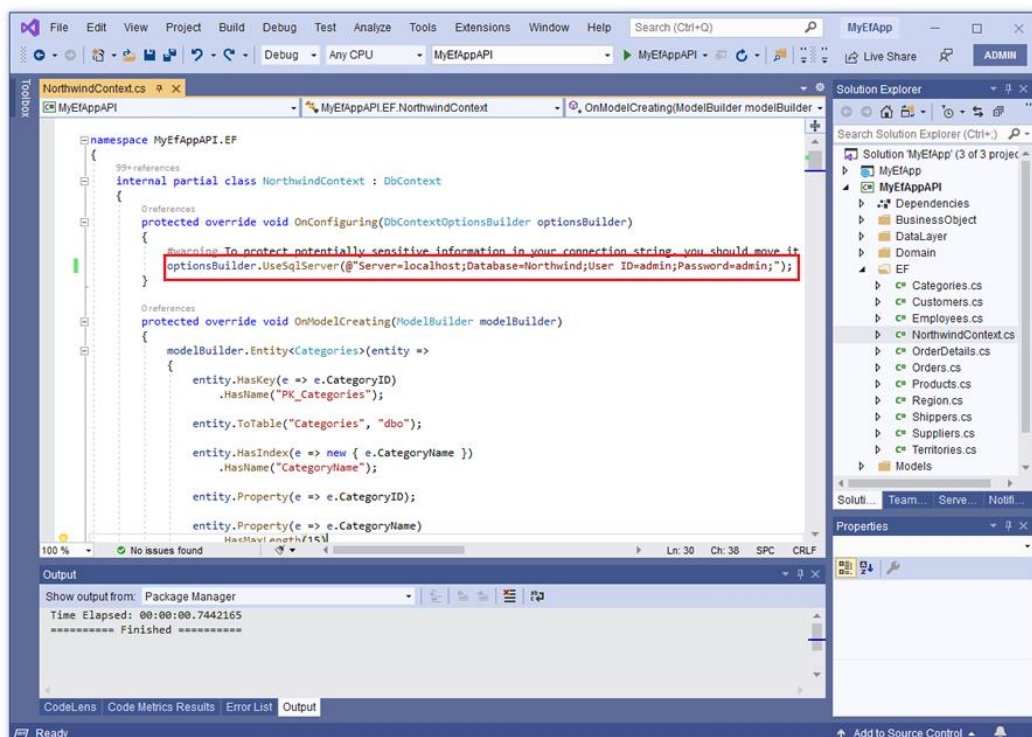 File Edit View Project Build Debug Test Analyze Tools Extensions Window Help Search (Ctrl+Q) MyEfApp
Debug Any CPU MyEfAppAPI MyEfAppAPI Live Share ADMIN
Toolbox
NorthwindContext.cs
MyEfAppAPI MyEfAppAPI.EF.NorthwindContext OnModelCreating(ModelBuilder modelBuilder
namespace MyEfAppAPI.EF
{
99+ references
internal partial class NorthwindContext : DbContext
{
0 references
protected override void OnConfiguring(DbContextOptionsBuilder optionsBuilder)
{
#warning To protect potentially sensitive information in your connection string, you should move it
optionsBuilder.UseSqlServer(@"Server=localhost;Database=Northwind;User ID=admin;Password=admin;");
}
0 references
protected override void OnModelCreating(ModelBuilder modelBuilder)
{
modelBuilder.Entity<Categories>(entity =>
{
entity.HasKey(e => e.CategoryID)
.HasName("PK_Categories");
entity.ToTable("Categories", "dbo");
entity.HasIndex(e => new { e.CategoryName })
.HasName("CategoryName");
entity.Property(e => e.CategoryID);
entity.Property(e => e.CategoryName)
.HasMaxLength(15)
100 % No issues found Ln: 30 Ch: 38 SPC CRLF
Output
Show output from: Package Manager
Time Elapsed: 00:00:00.7442165
========== Finished ==========
CodeLens Code Metrics Results Error List Output
Solution Explorer
Search Solution Explorer (Ctrl+;)
Solution 'MyEfApp' (3 of 3 projec
MyEfApp
MyEfAppAPI
Dependencies
BusinessObject
DataLayer
Domain
EF
Categories.cs
Customers.cs
Employees.cs
NorthwindContext.cs
OrderDetails.cs
Orders.cs
Products.cs
Region.cs
Shippers.cs
Suppliers.cs
Territories.cs
Models
Soluti... Team... Serve... Notifi...
Properties
Ready Add to Source Control